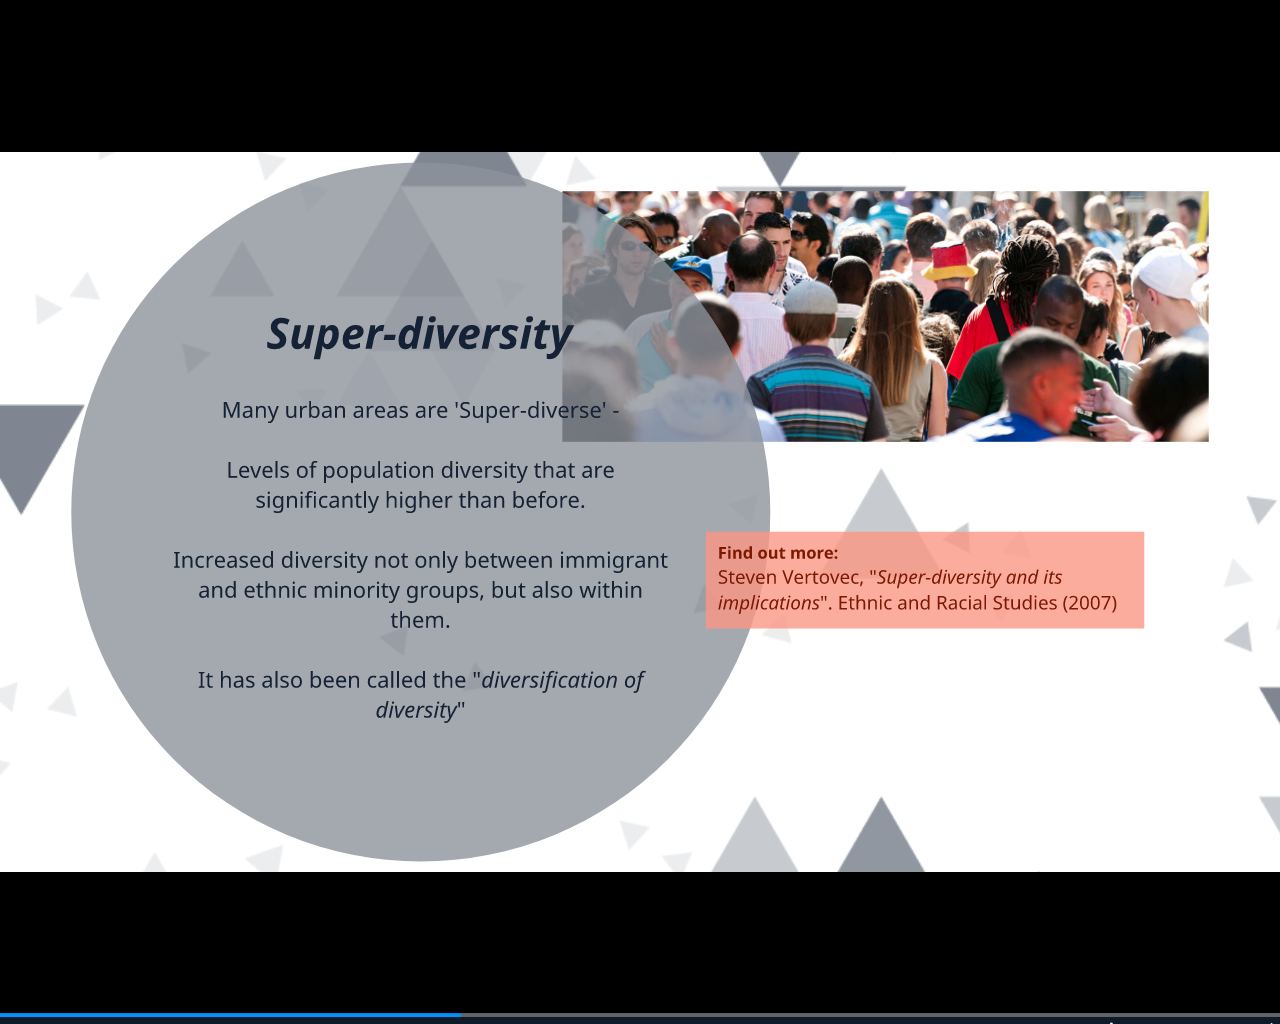 Super-diversity
Many urban areas are 'Super-diverse' -
Levels of population diversity that are
significantly higher than before.
Increased diversity not only between immigrant
and ethnic minority groups, but also within
them.
It has also been called the "diversification of
diversity"
Find out more:
Steven Vertovec, "Super-diversity and its
implications". Ethnic and Racial Studies (2007)